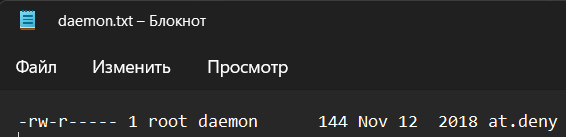 daemon.txt – Блокнот
Файл Изменить Просмотр
-rw-r----- 1 root daemon      144 Nov 12  2018 at.deny